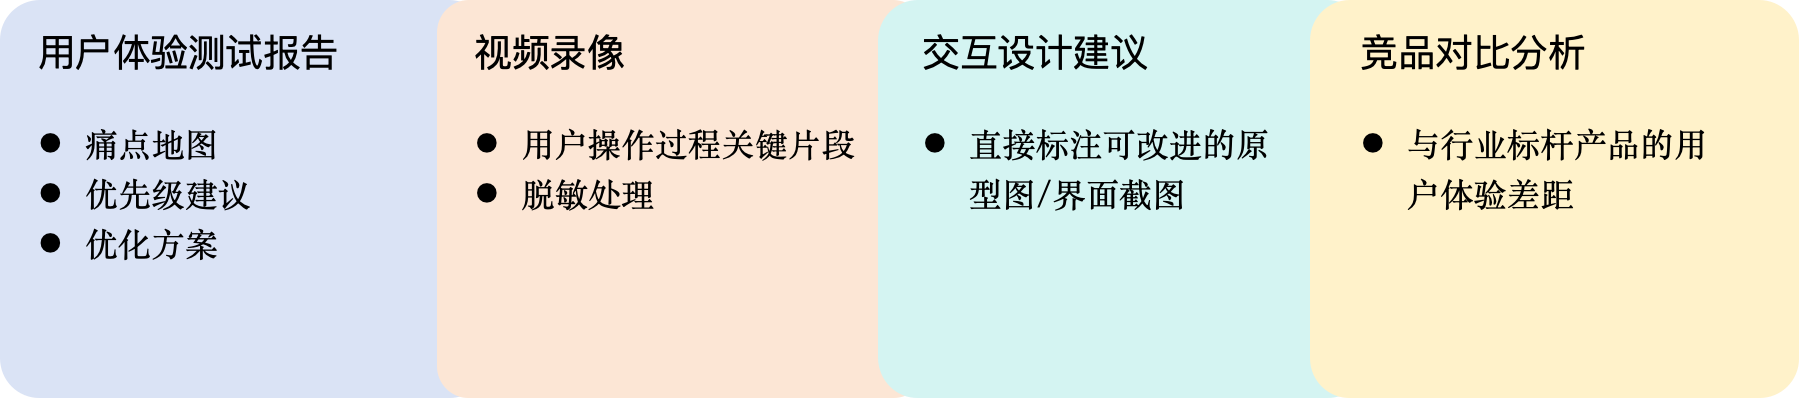 用户体验测试报告
● 痛点地图
● 优先级建议
● 优化方案
视频录像
● 用户操作过程关键片段
● 脱敏处理
交互设计建议
● 直接标注可改进的原
型图/界面截图
竞品对比分析
● 与行业标杆产品的用
户体验差距